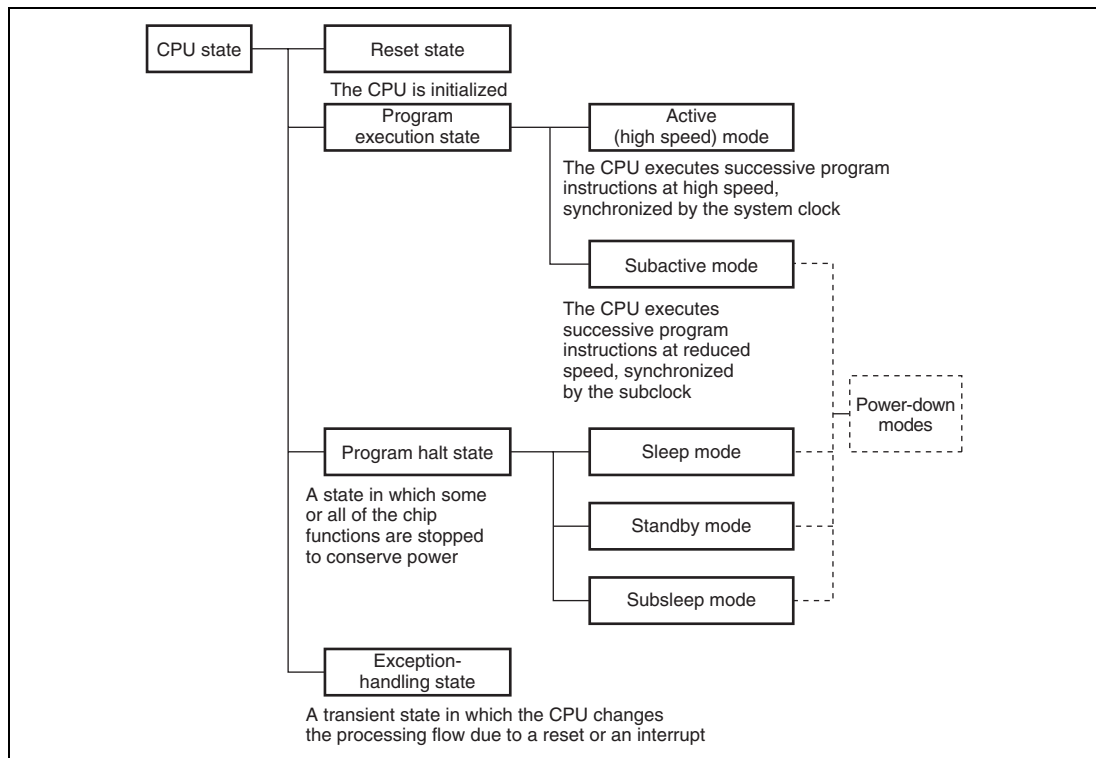 CPU state
Reset state
The CPU is initialized
Program
execution state
Active
(high speed) mode
The CPU executes successive program
instructions at high speed,
synchronized by the system clock
Subactive mode
The CPU executes
successive program
instructions at reduced
speed, synchronized
by the subclock
Power-down
modes
Program halt state
Sleep mode
A state in which some
or all of the chip
functions are stopped
to conserve power
Standby mode
Subsleep mode
Exception-
handling state
A transient state in which the CPU changes
the processing flow due to a reset or an interrupt